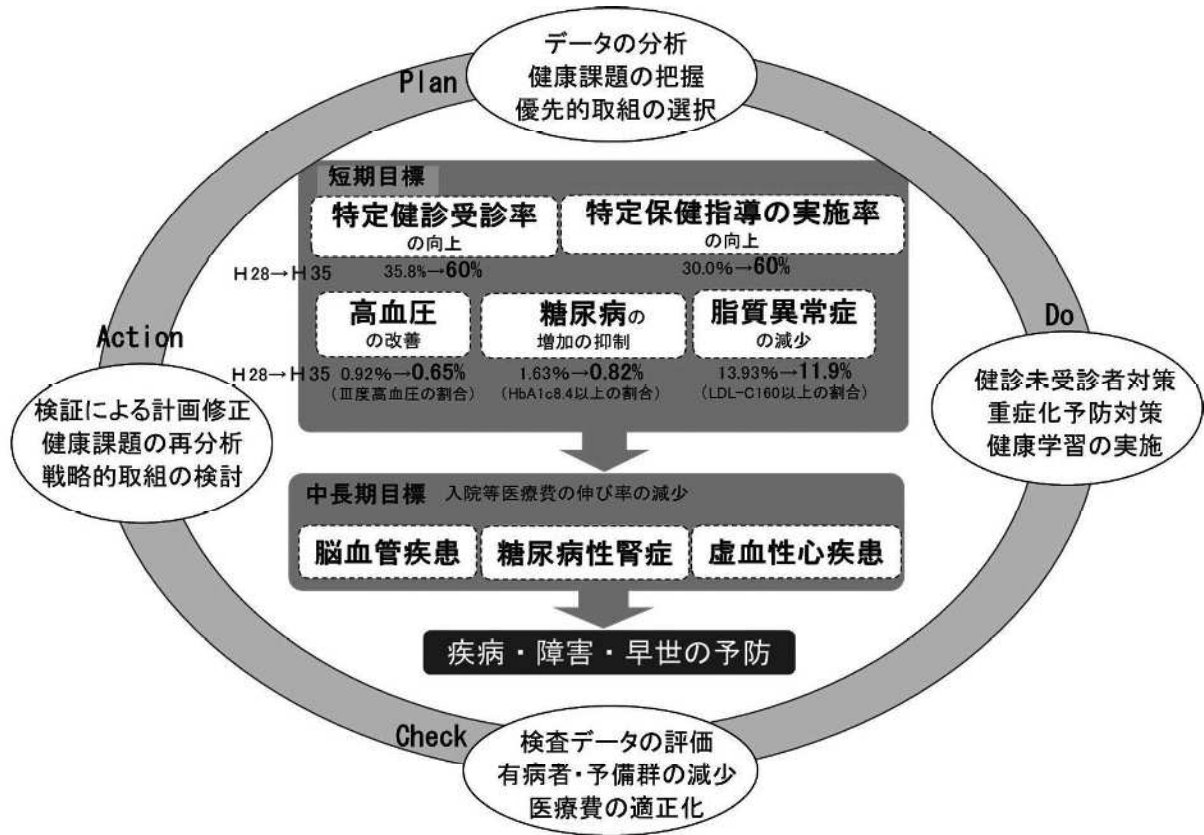 データの分析
健康課題の把握
優先的取組の選択
Plan
短期目標
特定健診受診率
の向上
特定保健指導の実施率
の向上
H28→H35
35.8%→60%
30.0%→60%
高血圧
の改善
糖尿病の
増加の抑制
脂質異常症
の減少
H28→H35
0.92%→0.65%
(Ⅲ度高血圧の割合)
1.63%→0.82%
(HbA1c8.4以上の割合)
13.93%→11.9%
(LDL-C160以上の割合)
Action
検証による計画修正
健康課題の再分析
戦略的取組の検討
Do
健診未受診者対策
重症化予防対策
健康学習の実施
中長期目標 入院等医療費の伸び率の減少
脳血管疾患
糖尿病性腎症
虚血性心疾患
疾病・障害・早世の予防
Check
検査データの評価
有病者・予備群の減少
医療費の適正化